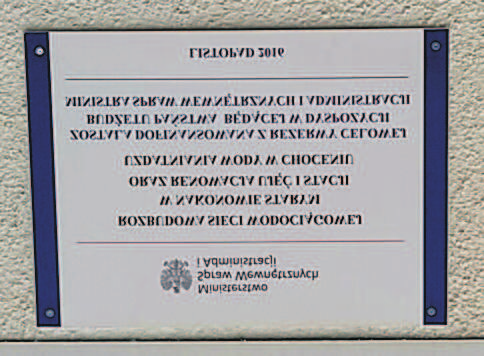 Ministerstwo
Spraw Wewnętrznych
i Administracji
ROZBUDOWA SIECI WODOCIĄGOWEJ
W NAKONOWIE STARYM
ORAZ RENOWACJA UJĘĆ I STACJI
UZDATNIANIA WODY W CHOCENIU
ZOSTAŁA DOFINANSOWANA Z REZERWY CELOWEJ
BUDŻETU PAŃSTWA BĘDĄCEJ W DYSPOZYCJI
MINISTRA SPRAW WEWNĘTRZNYCH I ADMINISTRACJI
LISTOPAD 2016